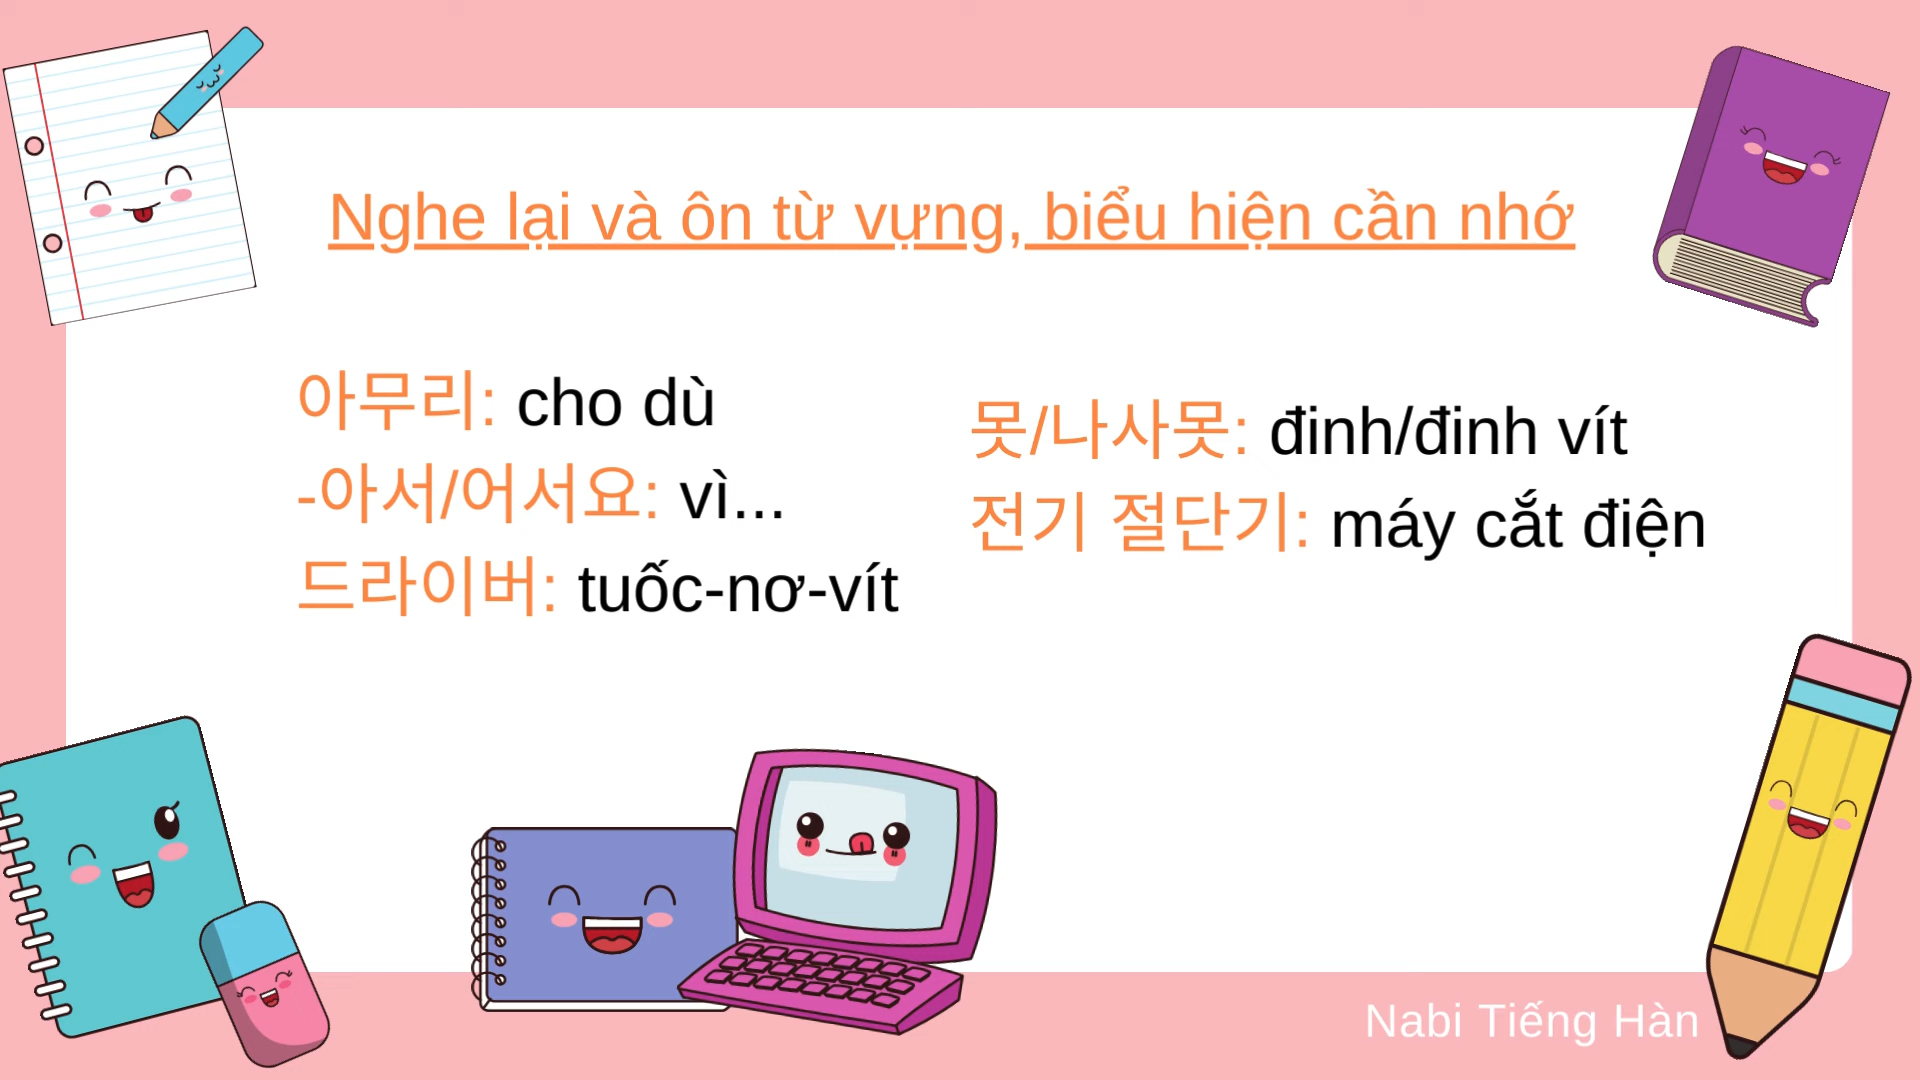 Nghe lại và ôn từ vựng, biểu hiện cần nhớ
아무리: cho dù
-아서/어서요: vì...
드라이버: tuốc-nơ-vít
못/나사못: đinh/đinh vít
전기 절단기: máy cắt điện
Nabi Tiếng Hàn